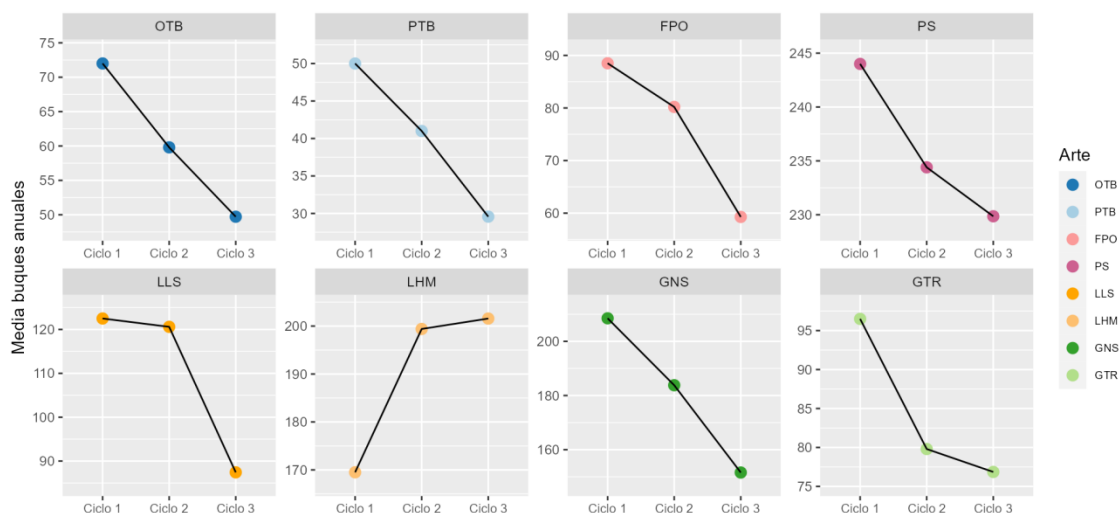 OTB
PTB
FPO
PS
75
70
65
60
55
50
50
45
40
35
30
90
80
70
60
245
240
235
230
Ciclo 1 Ciclo 2 Ciclo 3
Ciclo 1 Ciclo 2 Ciclo 3
Ciclo 1 Ciclo 2 Ciclo 3
Ciclo 1 Ciclo 2 Ciclo 3
Media buques anuales
LLS
LHM
GNS
GTR
120
110
100
90
200
190
180
170
200
180
160
95
90
85
80
75
Ciclo 1 Ciclo 2 Ciclo 3
Ciclo 1 Ciclo 2 Ciclo 3
Ciclo 1 Ciclo 2 Ciclo 3
Ciclo 1 Ciclo 2 Ciclo 3
Arte
OTB
PTB
FPO
PS
LLS
LHM
GNS
GTR